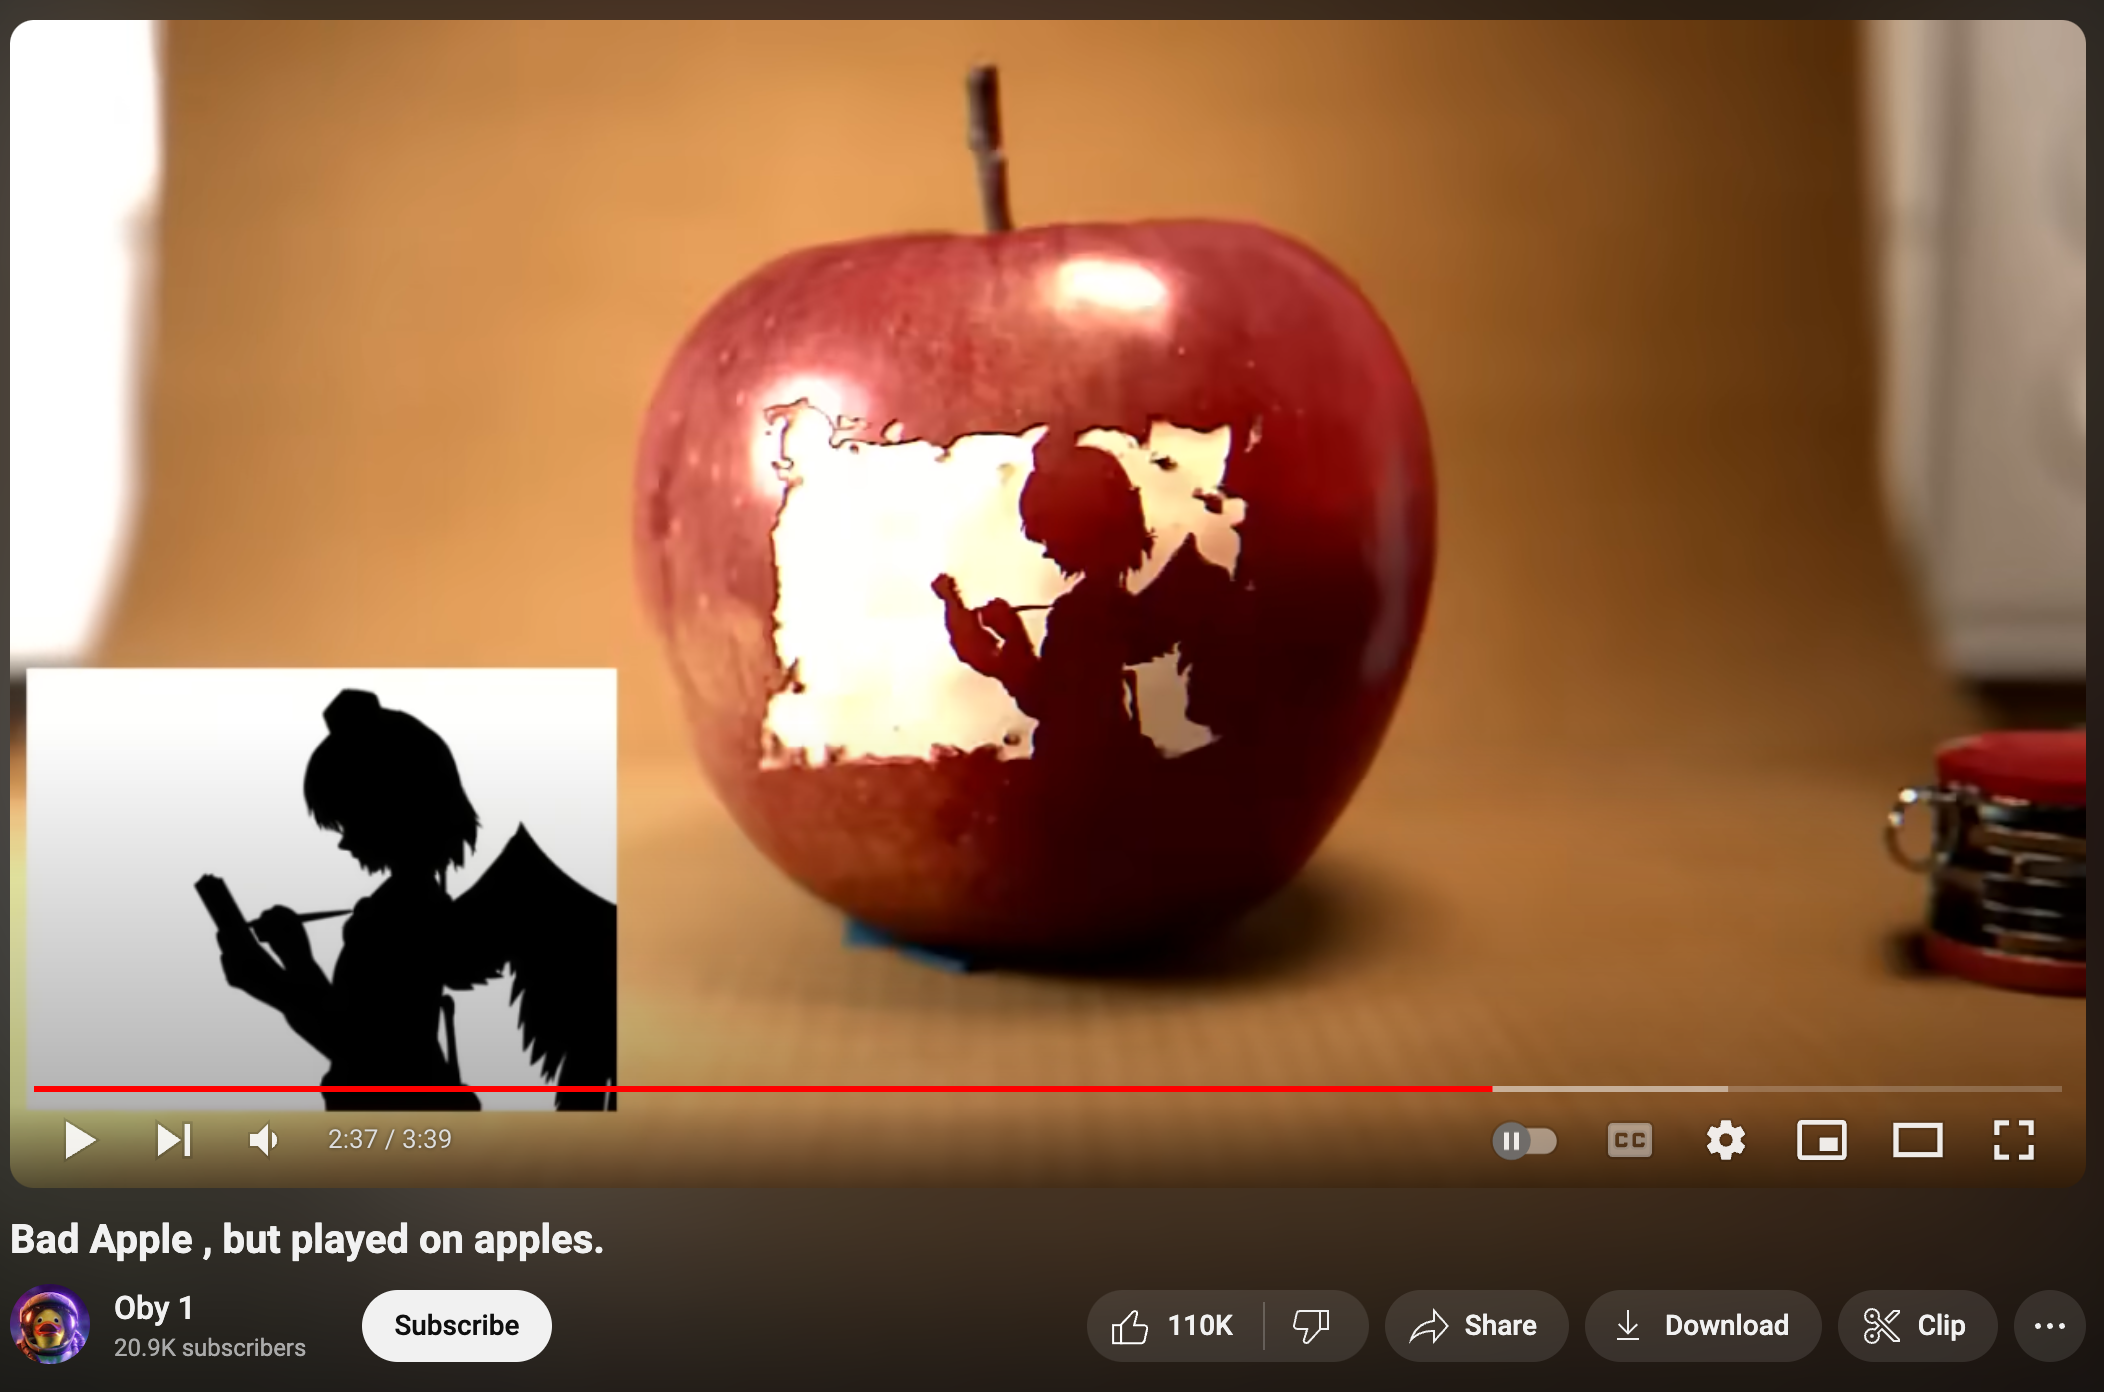 2:37 / 3:39
CC
Bad Apple , but played on apples.
Oby 1
20.9K subscribers
Subscribe
110K
Share
Download
Clip